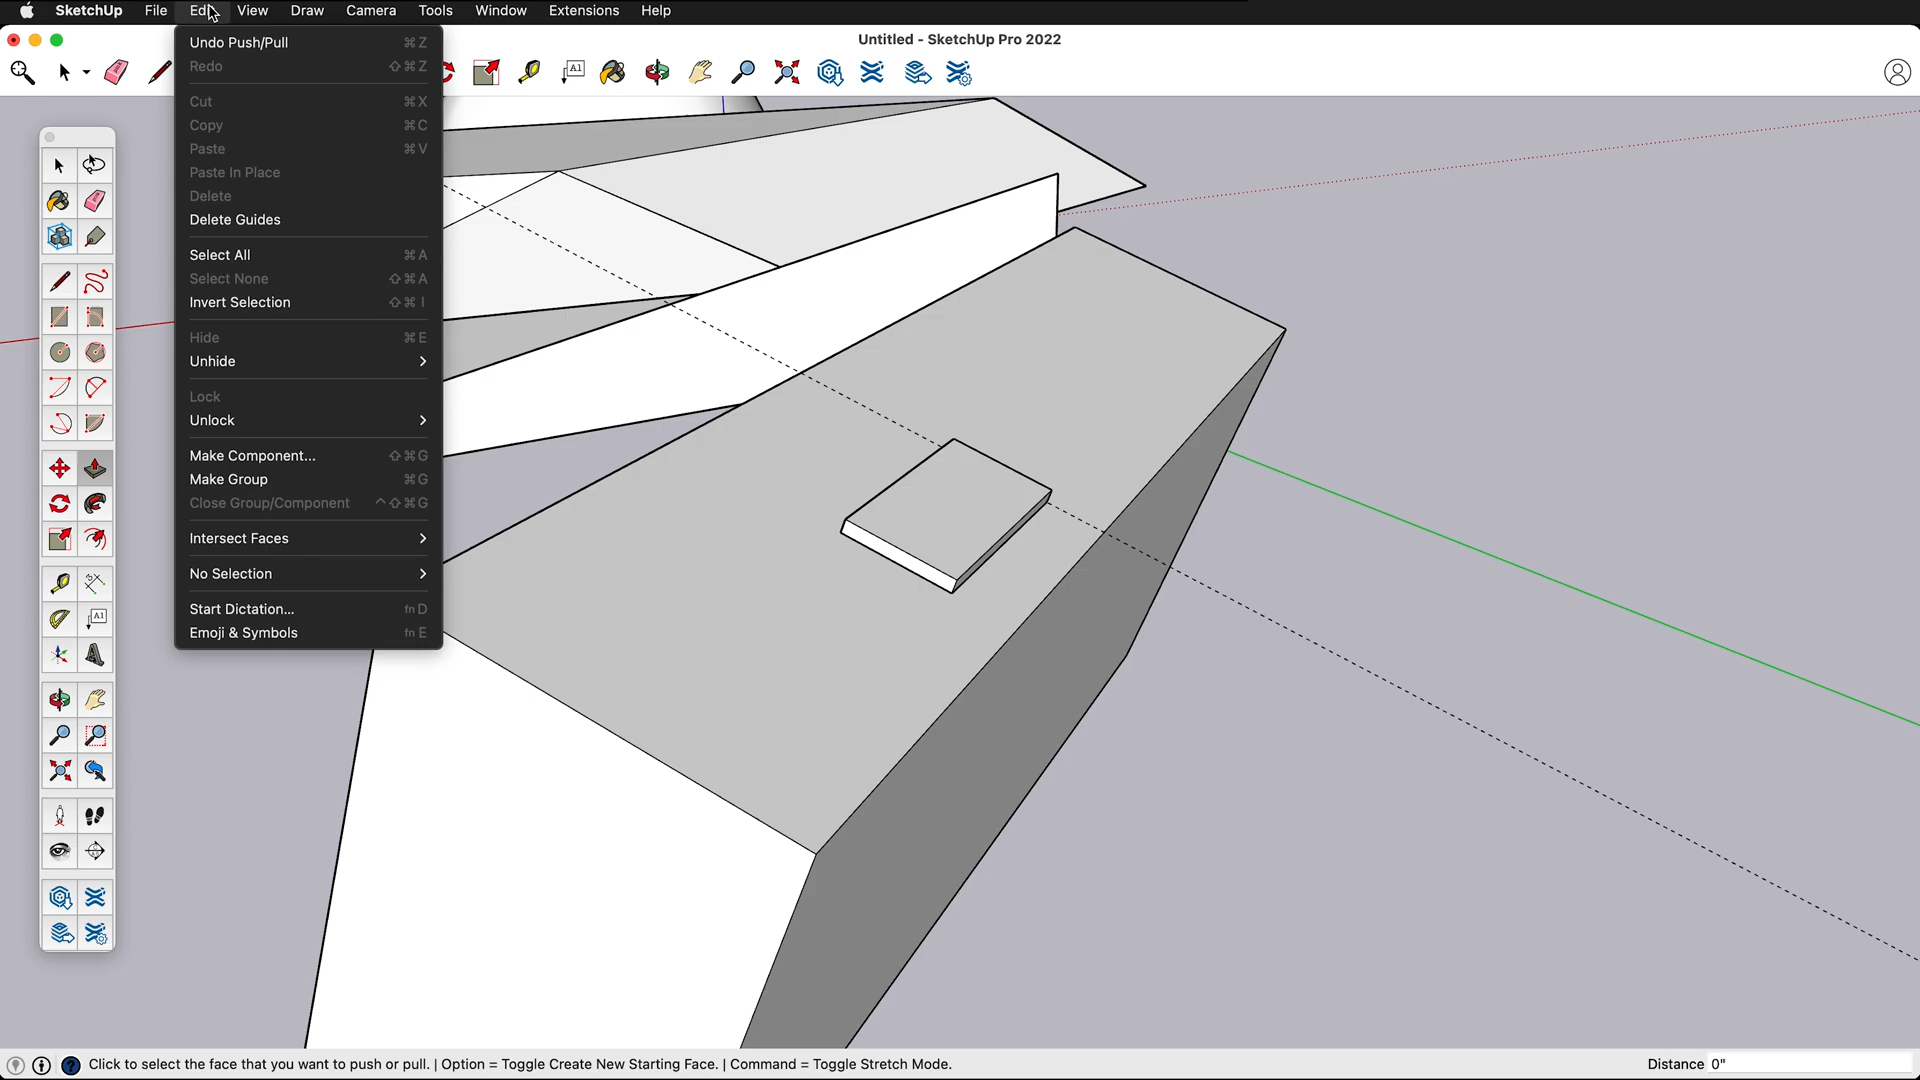 SketchUp File Edit View Draw Camera Tools Window Extensions Help
Untitled - SketchUp Pro 2022
Undo Push/Pull ⌘Z
Redo ⇧⌘Z
Cut ⌘X
Copy ⌘C
Paste ⌘V
Paste In Place
Delete
Delete Guides
Select All ⌘A
Select None ⇧⌘A
Invert Selection ⇧⌘I
Hide ⌘E
Unhide
Lock
Unlock
Make Component... ⇧⌘G
Make Group ⌘G
Close Group/Component ^⇧⌘G
Intersect Faces
No Selection
Start Dictation... fn D
Emoji & Symbols fn E
A1
A1
Click to select the face that you want to push or pull. | Option = Toggle Create New Starting Face. | Command = Toggle Stretch Mode.
Distance 0"